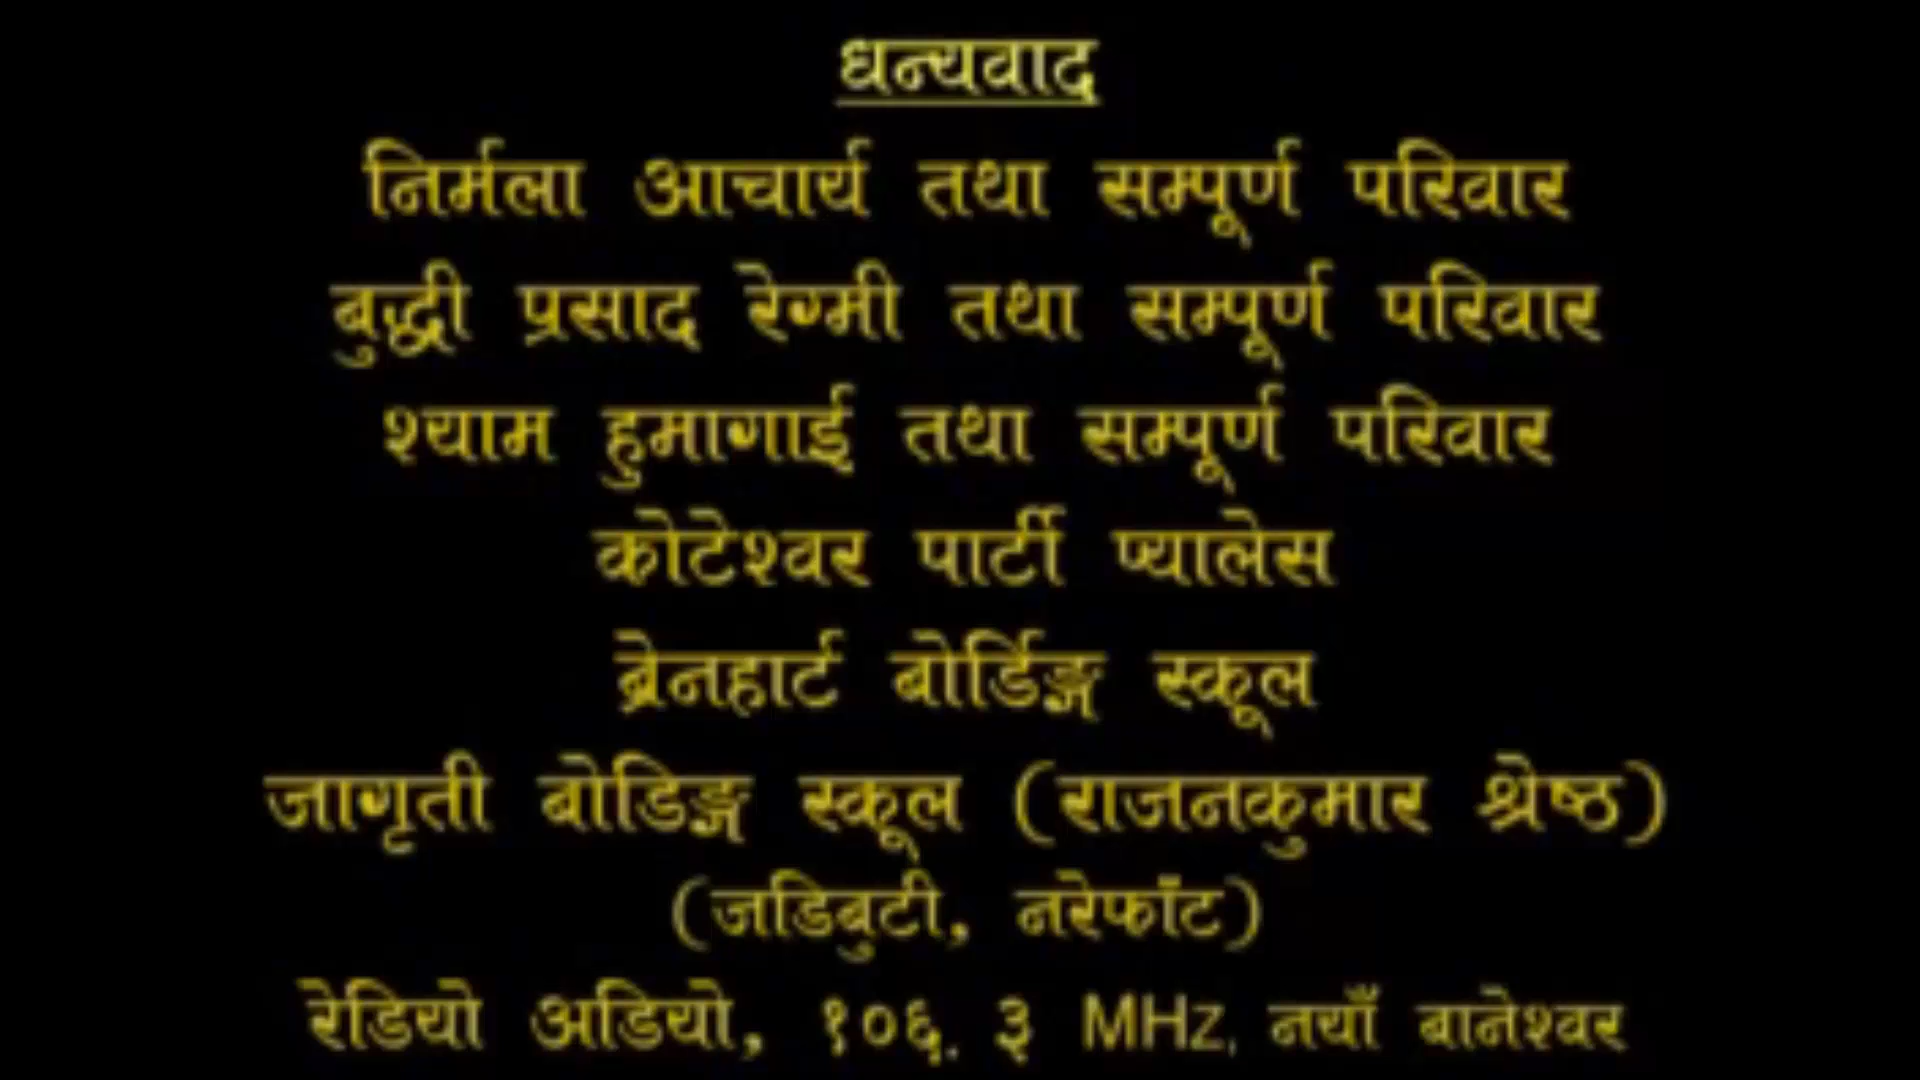 धन्यवाद
निर्मला आचार्य तथा सम्पूर्ण परिवार
बुद्धी प्रसाद रेग्मी तथा सम्पूर्ण परिवार
श्याम हुमागाई तथा सम्पूर्ण परिवार
कोटेश्वर पार्टी प्यालेस
ब्रेनहार्ट बोर्डिङ्ग स्कूल
जागृती बोडिङ्ग स्कूल (राजनकुमार श्रेष्ठ)
(जडिबुटी, नरेफाँट)
रेडियो अडियो, १०६. ३ MHz, नयाँ बानेश्वर